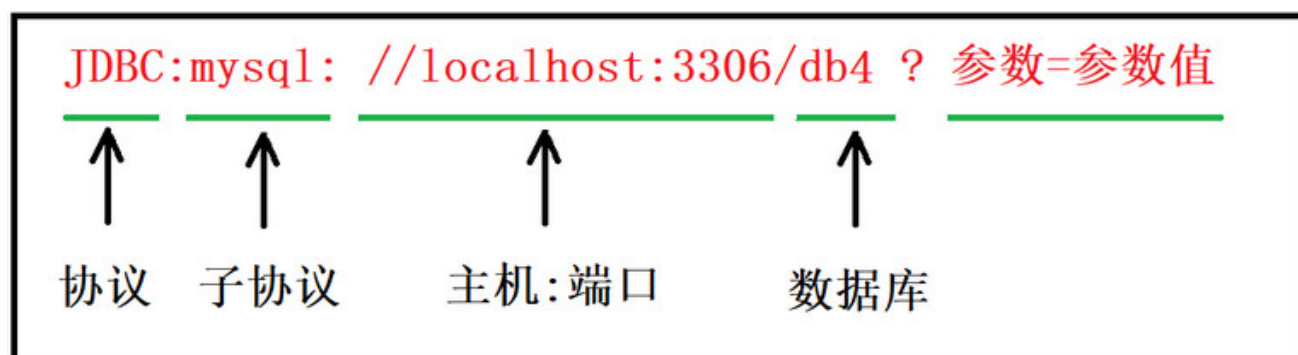 JDBC:mysql: //localhost:3306/db4 ? 参数=参数值
协议 子协议 主机:端口 数据库